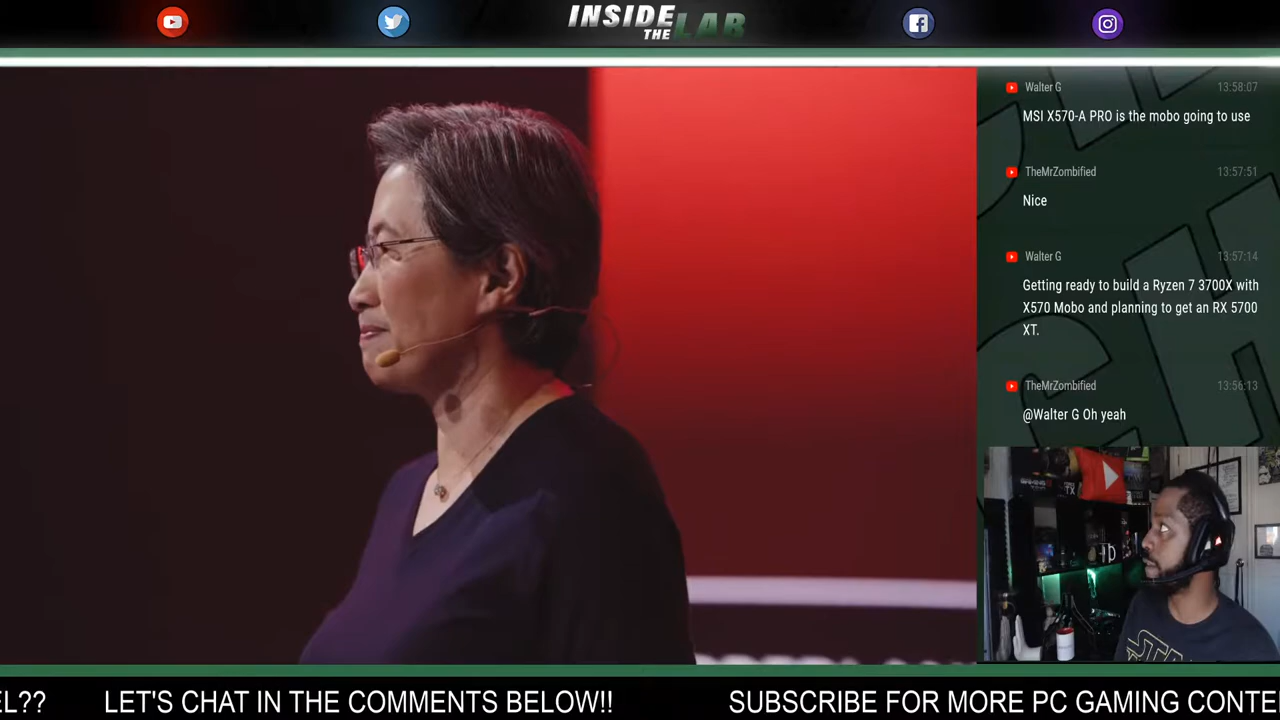 INSIDE
THE LAB
Walter G 13:58:07
MSI X570-A PRO is the mobo going to use
TheMrZombified 13:57:51
Nice
Walter G 13:57:14
Getting ready to build a Ryzen 7 3700X with
X570 Mobo and planning to get an RX 5700
XT.
TheMrZombified 13:56:13
@Walter G Oh yeah
LET'S CHAT IN THE COMMENTS BELOW!!
SUBSCRIBE FOR MORE PC GAMING